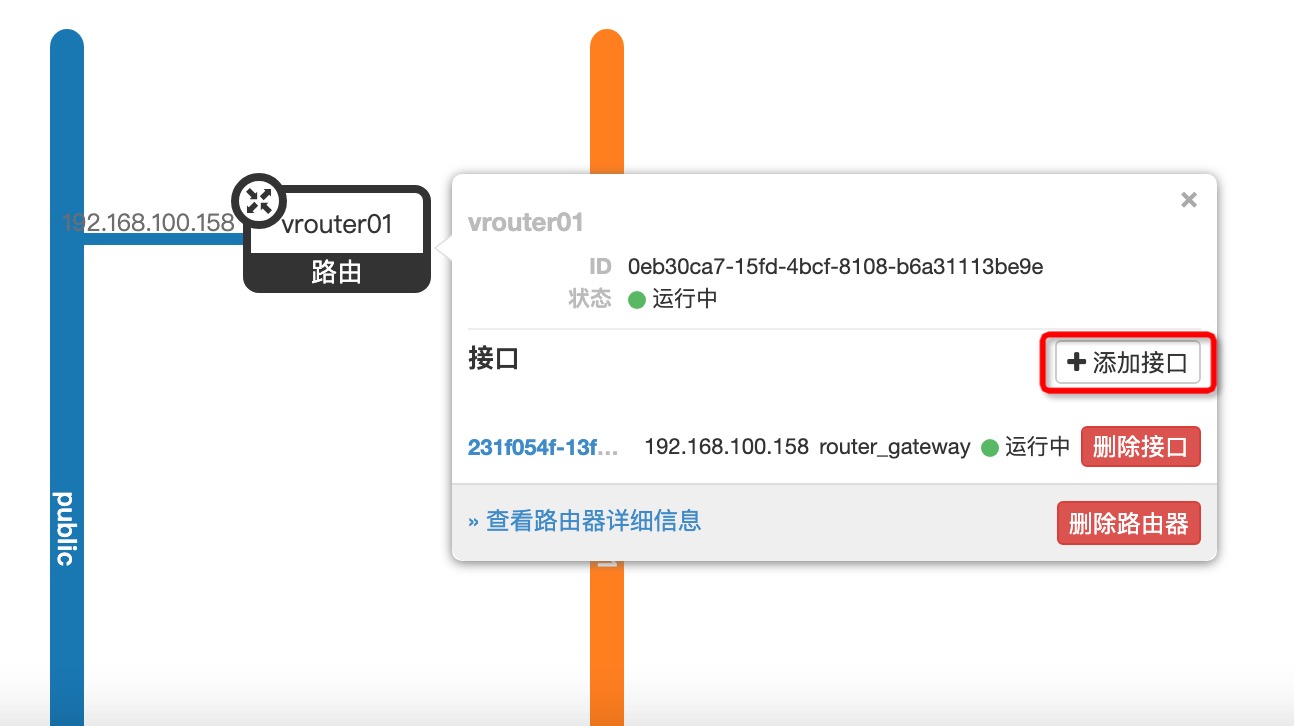 192.168.100.158
vrouter01
路由
public
vrouter01
ID 0eb30ca7-15fd-4bcf-8108-b6a31113be9e
状态 运行中
接口
添加接口
231f054f-13f... 192.168.100.158 router_gateway 运行中 删除接口
» 查看路由器详细信息
删除路由器